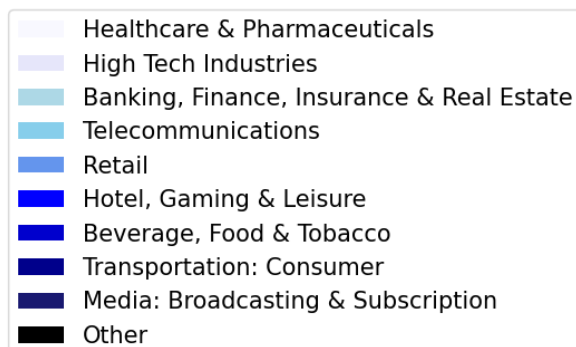 Healthcare & Pharmaceuticals
High Tech Industries
Banking, Finance, Insurance & Real Estate
Telecommunications
Retail
Hotel, Gaming & Leisure
Beverage, Food & Tobacco
Transportation: Consumer
Media: Broadcasting & Subscription
Other